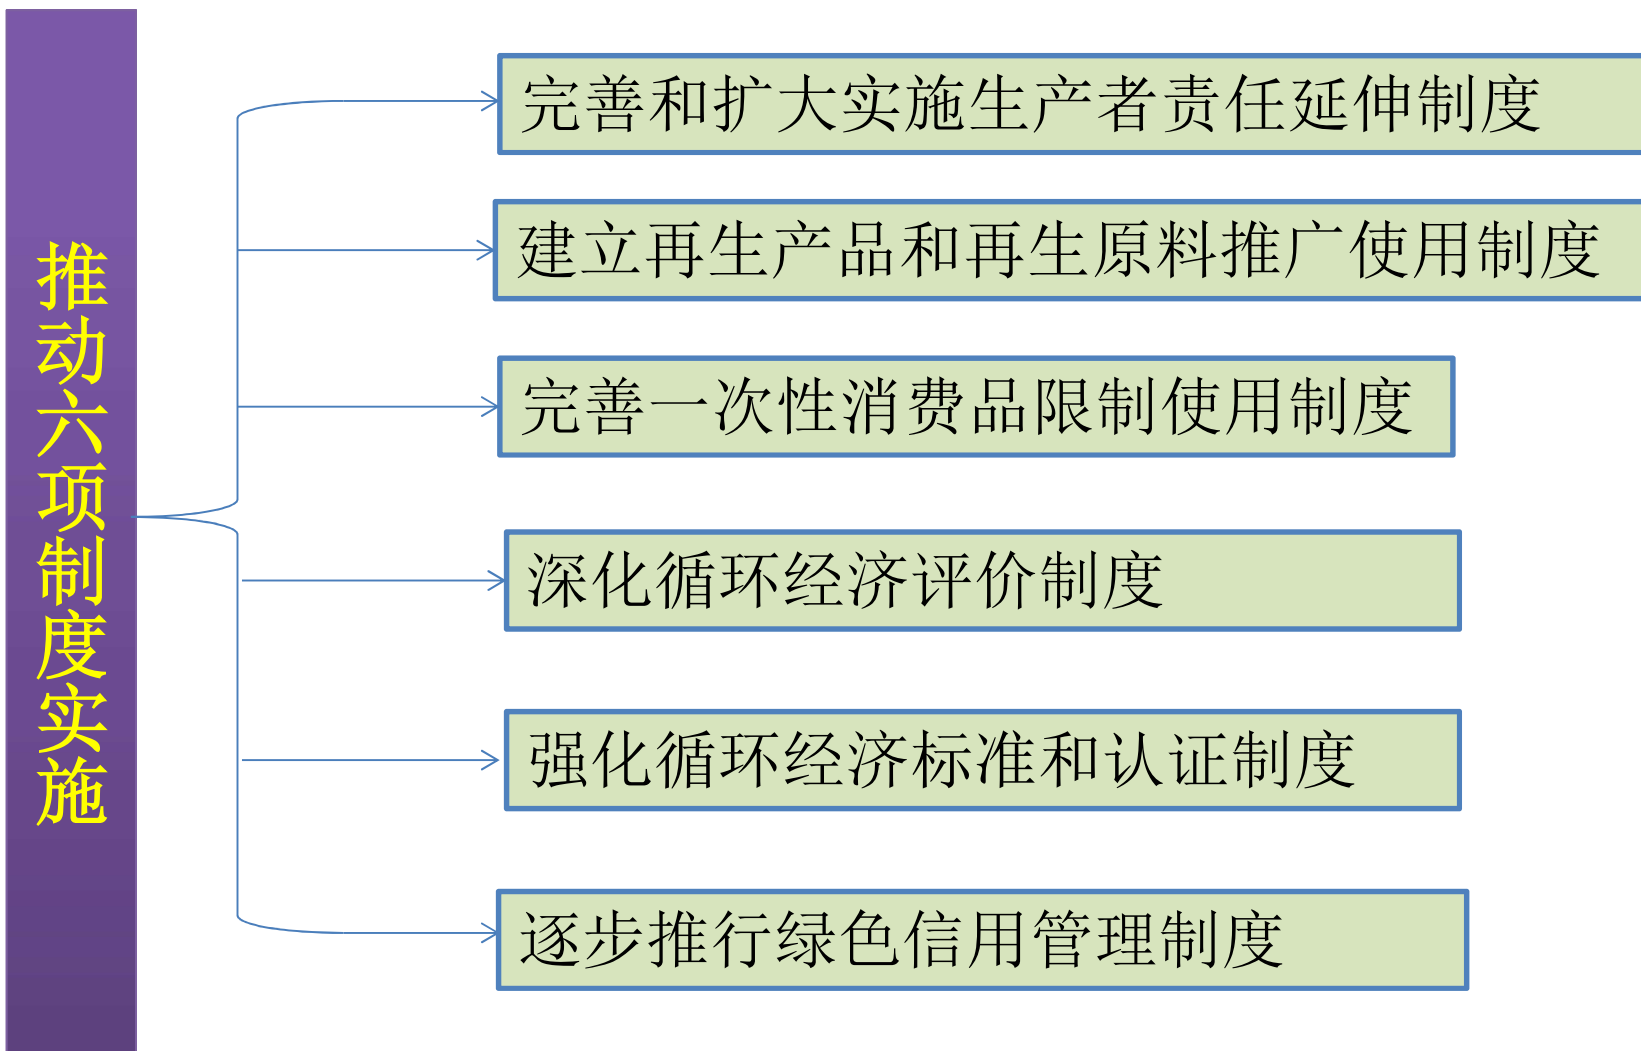 推动六项制度实施
完善和扩大实施生产者责任延伸制度
建立再生产品和再生原料推广使用制度
完善一次性消费品限制使用制度
深化循环经济评价制度
强化循环经济标准和认证制度
逐步推行绿色信用管理制度